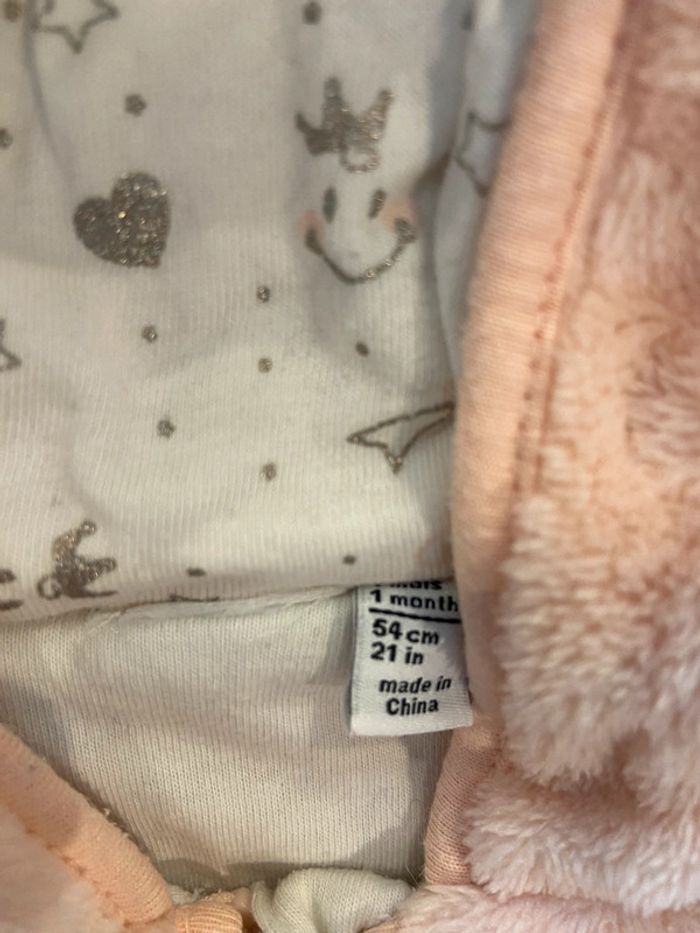 1 month
54 cm
21 in
made in
China